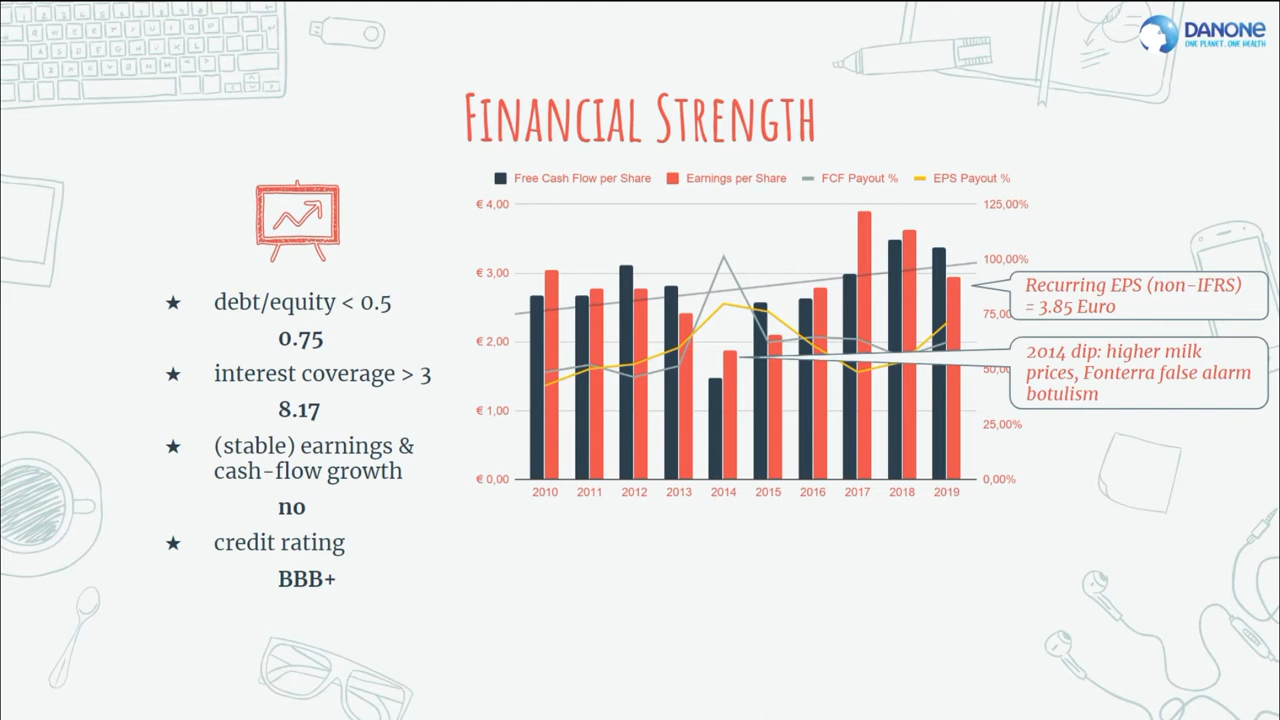 DANONE
ONE PLANET. ONE HEALTH
Financial Strength
★ debt/equity < 0.5
0.75
★ interest coverage > 3
8.17
★ (stable) earnings &
cash-flow growth
no
★ credit rating
BBB+
Free Cash Flow per Share
Earnings per Share
FCF Payout %
EPS Payout %
€ 4,00
€ 3,00
€ 2,00
€ 1,00
€ 0,00
125,00%
100,00%
75,00
50,00
25,00%
0,00%
2010
2011
2012
2013
2014
2015
2016
2017
2018
2019
Recurring EPS (non-IFRS)
= 3.85 Euro
2014 dip: higher milk
prices, Fonterra false alarm
botulism